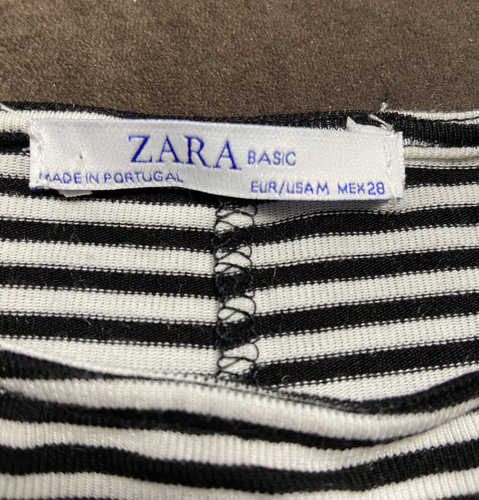 ZARA BASIC
MADE IN PORTUGAL EUR/USA M MEX 28